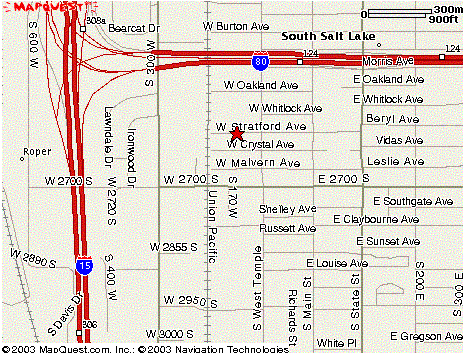 MAPQUEST
308a
Bearcat Dr
W Burton Ave
300m
900ft
South Salt Lake
S 600 W
W 300 S
124
124
Morris Ave
80
W Oakland Ave
E Oakland Ave
W Whitlock Ave
E Whitlock Ave
W Stratford Ave
Beryl Ave
W Crystal Ave
Vidas Ave
W Malvern Ave
Leslie Ave
Roper
Lawndale Dr
Ironwood Dr
W 2700 S
W 2700 S
E 2700 S
W 2720 S
S 170 W
Union Pacific
E Southgate Ave
Shelley Ave
E Claybourne Ave
Russett Ave
E Sunset Ave
W 2855 S
W 2890 S
E Louise Ave
15
S 400 W
S West Temple
S Main St
S State St
S 200 E
S 300 E
Richards St
S Davis Dr
W 2950 S
306
W 3000 S
White Pl
E Gregson Ave
©2003 MapQuest.com, Inc.; ©2003 Navigation Technologies